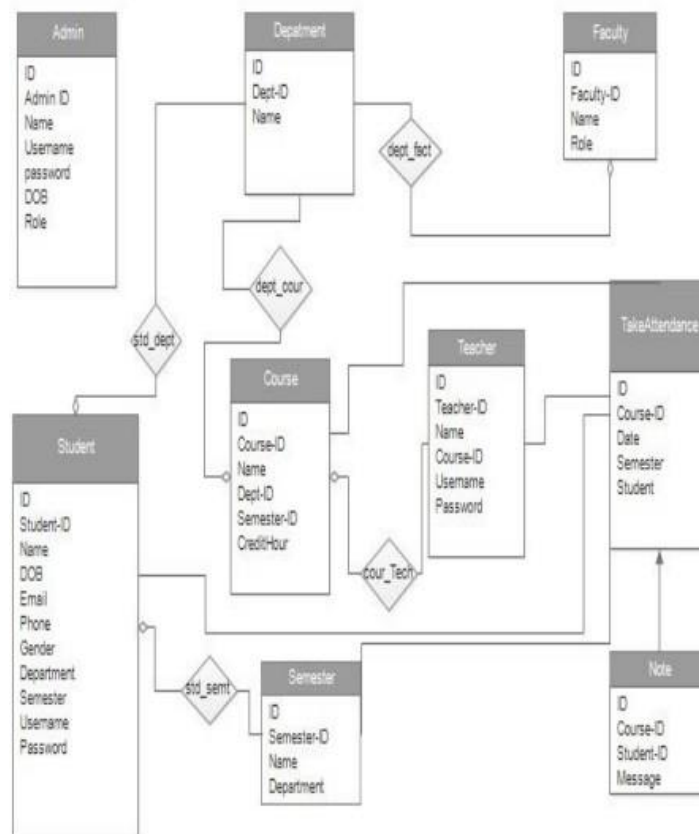 Admin
ID
Admin ID
Name
Username
password
DOB
Role
Depatment
ID
Dept-ID
Name
Faculty
ID
Faculty-ID
Name
Role
dept_fact
dept_cour
std_dept
Course
ID
Course-ID
Name
Dept-ID
Semester-ID
CreditHour
Teacher
ID
Teacher-ID
Name
Course-ID
Username
Password
TakeAttendance
ID
Course-ID
Date
Semester
Student
Student
ID
Student-ID
Name
DOB
Email
Phone
Gender
Department
Semester
Username
Password
cour_Tech
std_semt
Semester
ID
Semester-ID
Name
Department
Note
ID
Course-ID
Student-ID
Message